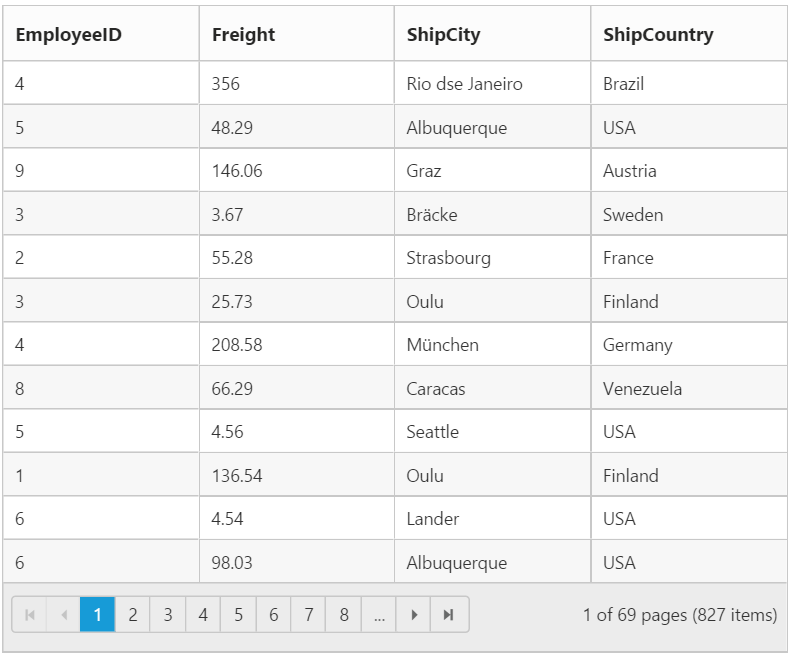 EmployeeID Freight ShipCity ShipCountry
4 356 Rio dse Janeiro Brazil
5 48.29 Albuquerque USA
9 146.06 Graz Austria
3 3.67 Bräcke Sweden
2 55.28 Strasbourg France
3 25.73 Oulu Finland
4 208.58 München Germany
8 66.29 Caracas Venezuela
5 4.56 Seattle USA
1 136.54 Oulu Finland
6 4.54 Lander USA
6 98.03 Albuquerque USA
1 2 3 4 5 6 7 8 ... 1 of 69 pages (827 items)